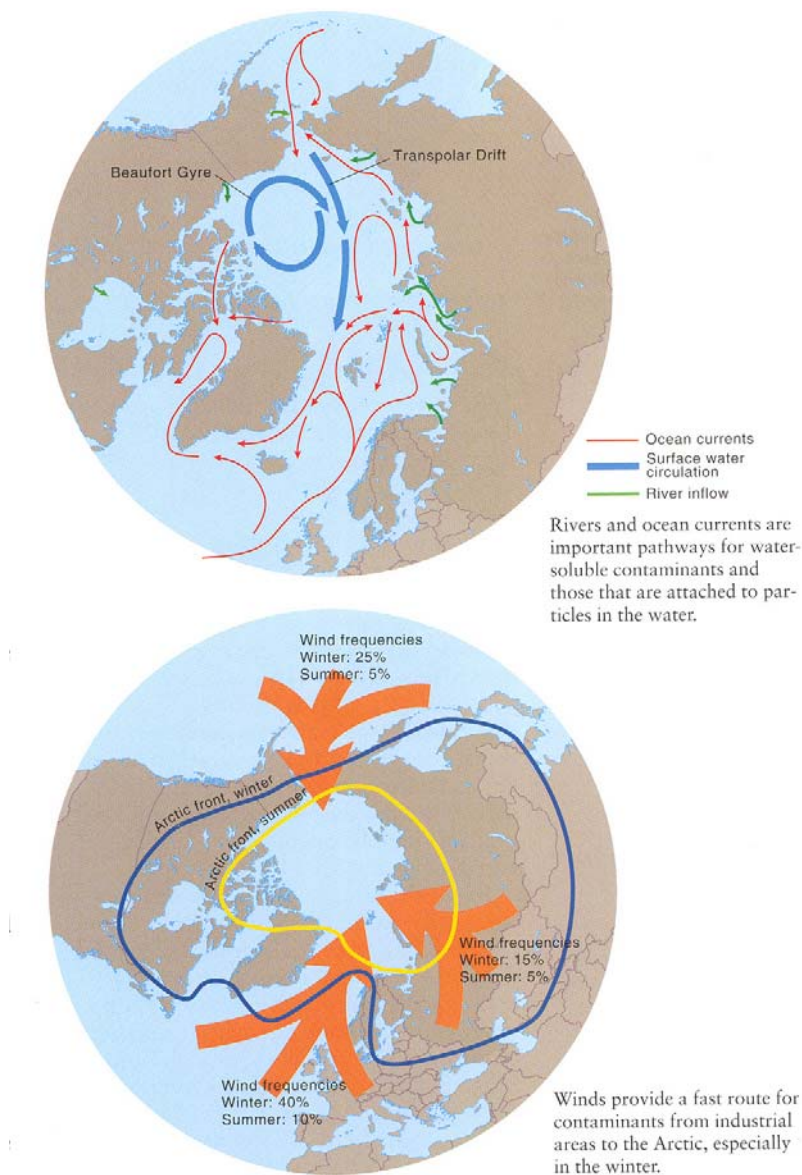 Beaufort Gyre
Transpolar Drift
Ocean currents
Surface water
circulation
River inflow
Rivers and ocean currents are
important pathways for water-
soluble contaminants and
those that are attached to par-
ticles in the water.
Wind frequencies
Winter: 25%
Summer: 5%
Arctic front, winter
Arctic front, summer
Wind frequencies
Winter: 15%
Summer: 5%
Wind frequencies
Winter: 40%
Summer: 10%
Winds provide a fast route for
contaminants from industrial
areas to the Arctic, especially
in the winter.